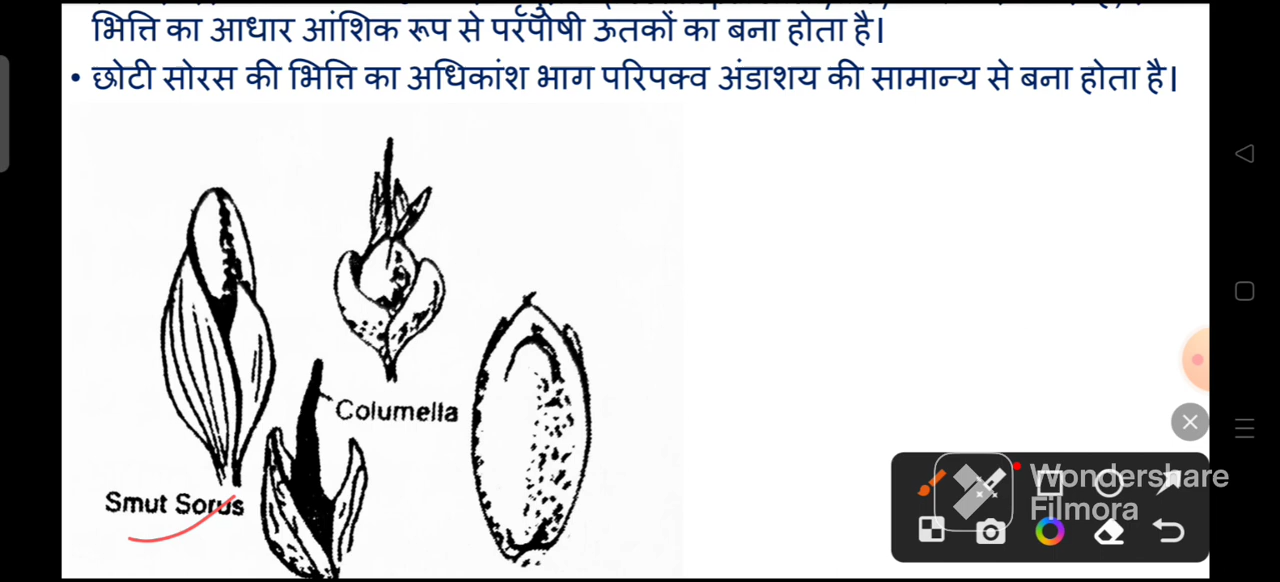 भित्ति का आधार आंशिक रूप से परपोषी ऊतकों का बना होता है।
• छोटी सोरस की भित्ति का अधिकांश भाग परिपक्व अंडाशय की सामान्य से बना होता है।
Columella
Smut Sorus
Wondershare
Filmora